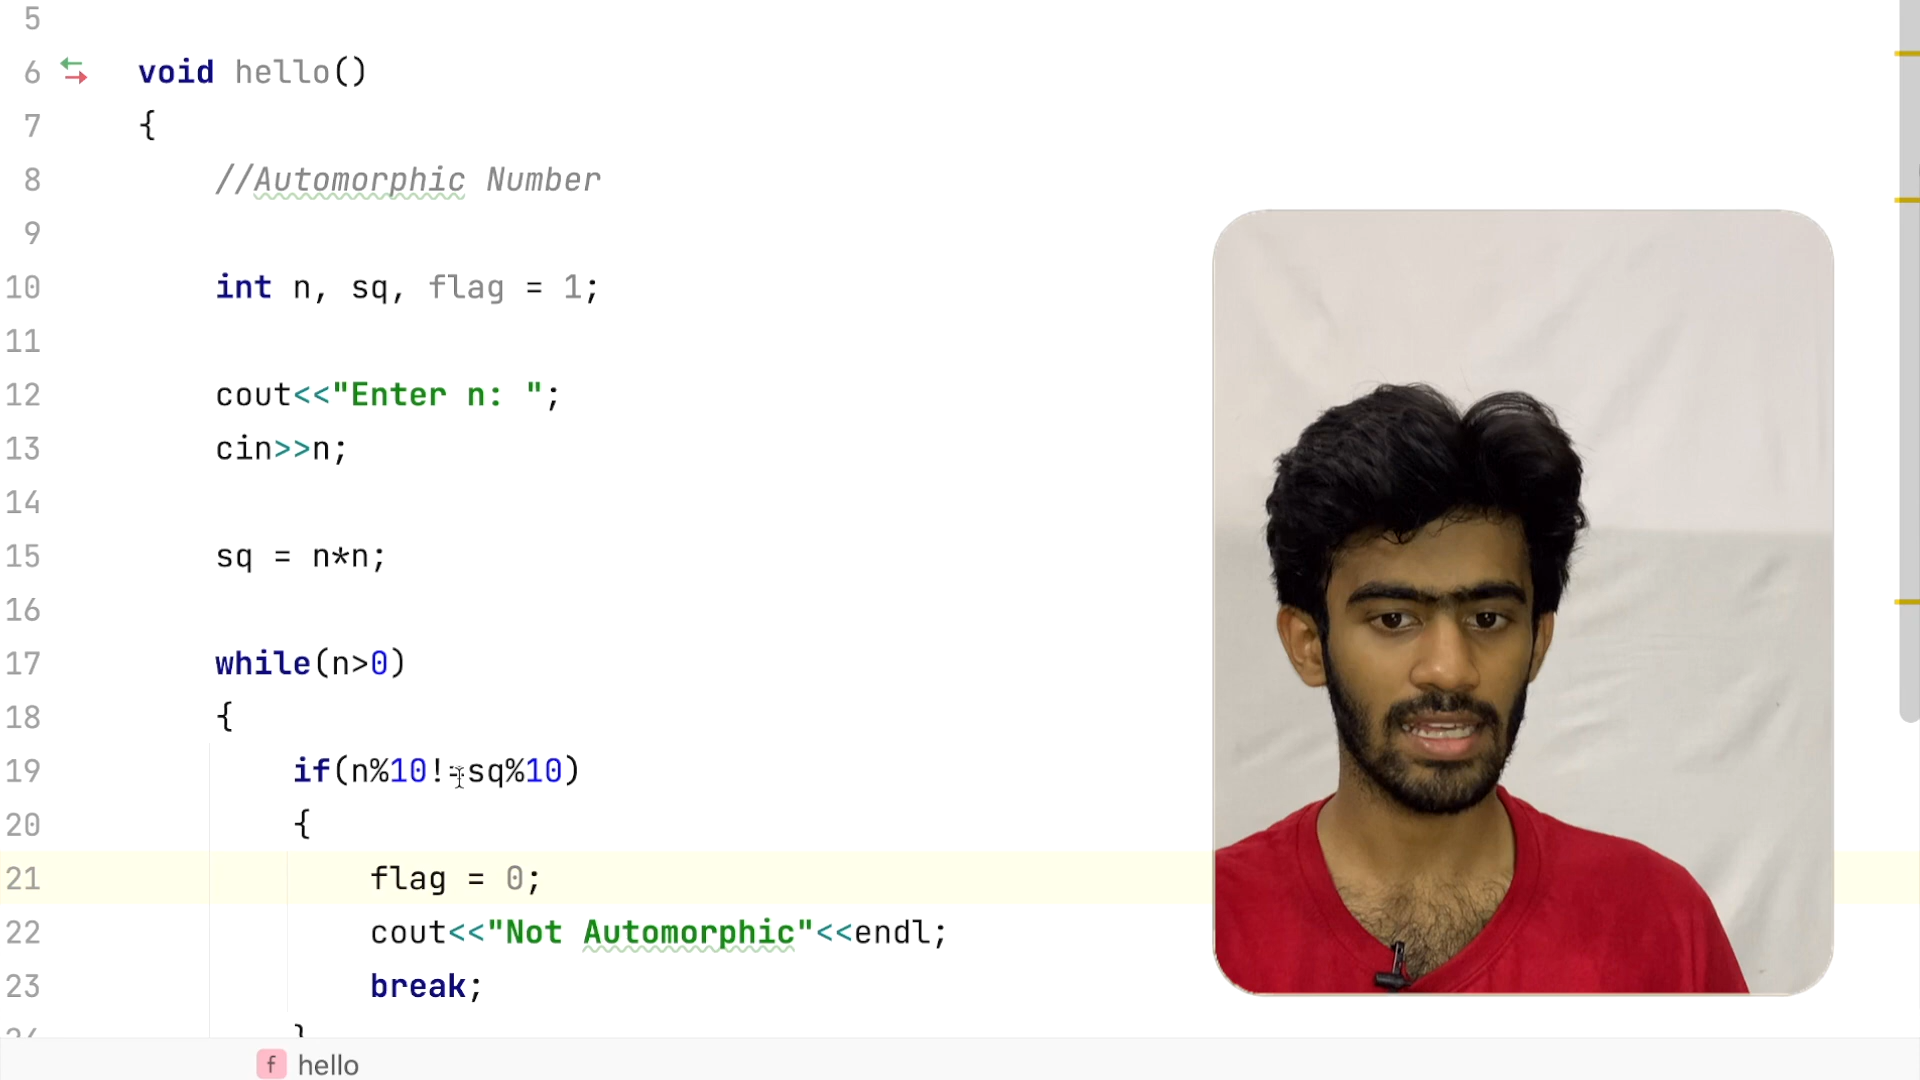 5
6 void hello()
7 {
8 //Automorphic Number
9
10 int n, sq, flag = 1;
11
12 cout<<"Enter n: ";
13 cin>>n;
14
15 sq = n*n;
16
17 while(n>0)
18 {
19 if(n%10!=sq%10)
20 {
21 flag = 0;
22 cout<<"Not Automorphic"<<endl;
23 break;
24 }
f hello